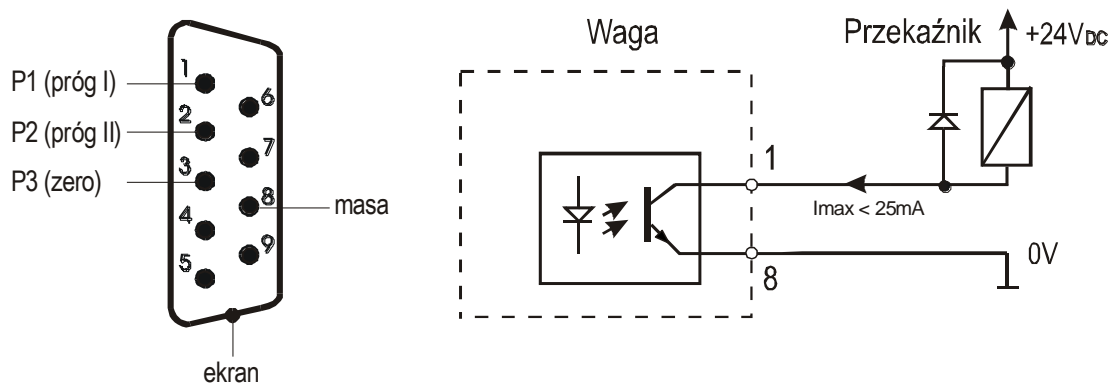 P1 (próg I)
P2 (próg II)
P3 (zero)
1
2
3
4
5
6
7
8
9
masa
ekran
Waga
Przekaźnik
+24VDC
1
Imax < 25mA
8
0V